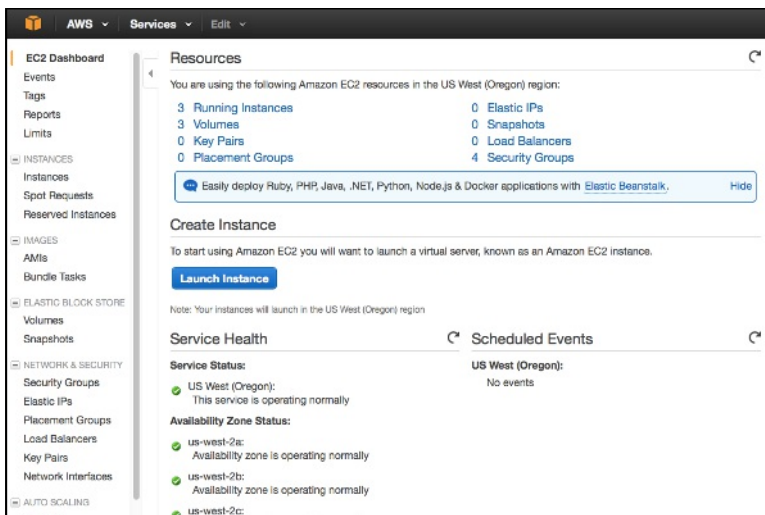 AWS Services Edit
EC2 Dashboard
Events
Tags
Reports
Limits
INSTANCES
Instances
Spot Requests
Reserved Instances
IMAGES
AMIs
Bundle Tasks
ELASTIC BLOCK STORE
Volumes
Snapshots
NETWORK & SECURITY
Security Groups
Elastic IPs
Placement Groups
Load Balancers
Key Pairs
Network Interfaces
AUTO SCALING
Resources
You are using the following Amazon EC2 resources in the US West (Oregon) region:
3 Running Instances
3 Volumes
0 Key Pairs
0 Placement Groups
0 Elastic IPs
0 Snapshots
0 Load Balancers
4 Security Groups
Easily deploy Ruby, PHP, Java, .NET, Python, Node.js & Docker applications with Elastic Beanstalk. Hide
Create Instance
To start using Amazon EC2 you will want to launch a virtual server, known as an Amazon EC2 instance.
Launch Instance
Note: Your instances will launch in the US West (Oregon) region
Service Health
Service Status:
US West (Oregon):
This service is operating normally
Availability Zone Status:
us-west-2a:
Availability zone is operating normally
us-west-2b:
Availability zone is operating normally
us-west-2c:
Scheduled Events
US West (Oregon):
No events